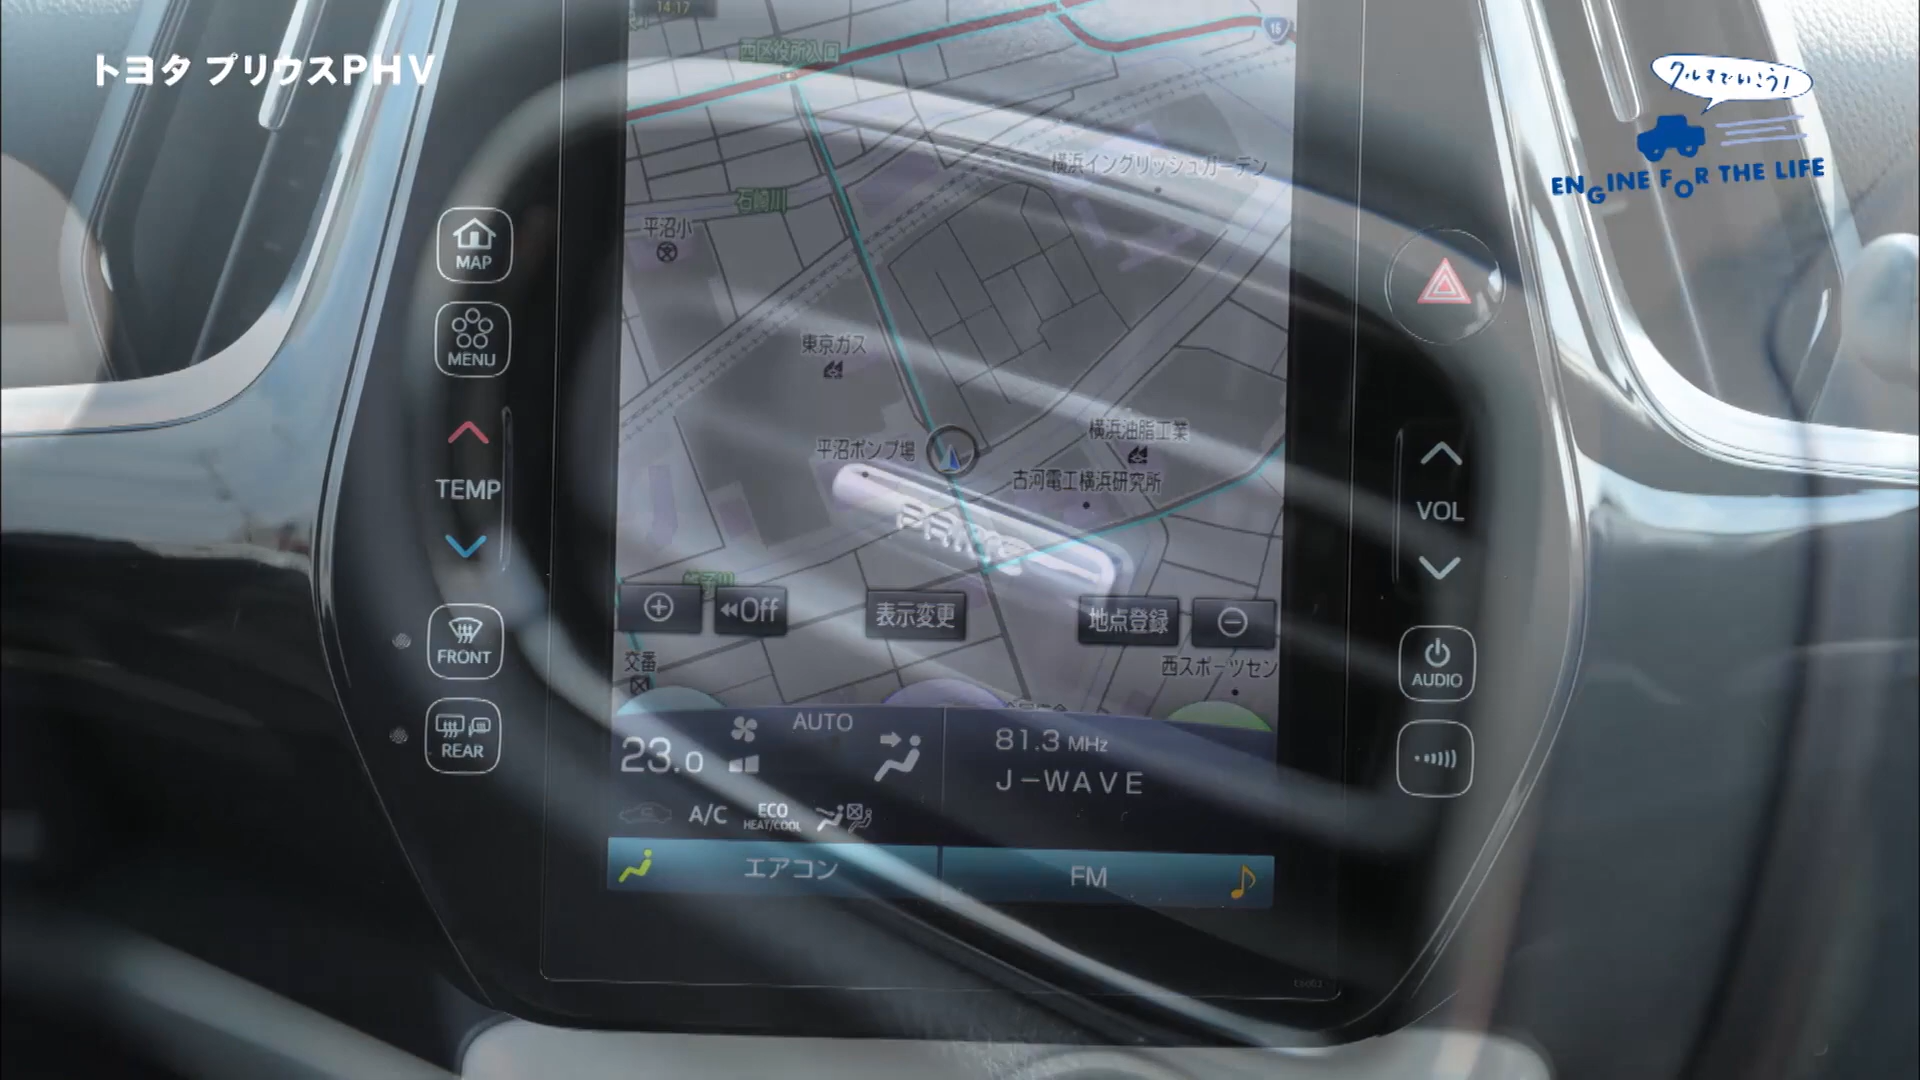 14:17
トヨタ プリウスPHV
クルマでいこう!
ENGINE FOR THE LIFE
西区役所入口
15
横浜イングリッシュガーデン
石崎川
平沼小
MAP
MENU
東京ガス
横浜油脂工業
平沼ポンプ場
古河電工横浜研究所
TEMP
VOL
PRIUS
Off
表示変更
地点登録
FRONT
交番
西スポーツセン
AUDIO
REAR
AUTO
23.0
81.3 MHz
J-WAVE
A/C
ECO
HEAT/COOL
エアコン
FM